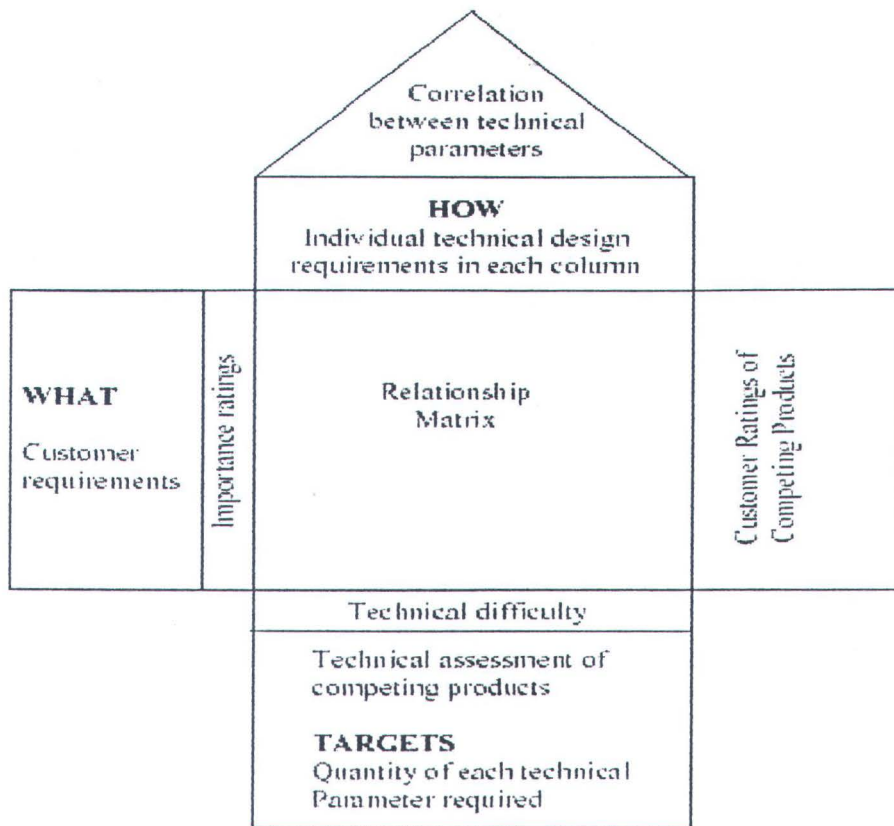 Correlation
between technical
parameters
HOW
Individual technical design
requirements in each column
WHAT
Customer
requirements
Importance ratings
Relationship
Matrix
Customer Ratings of
Competing Products
Technical difficulty
Technical assessment of
competing products
TARGETS
Quantity of each technical
Parameter required